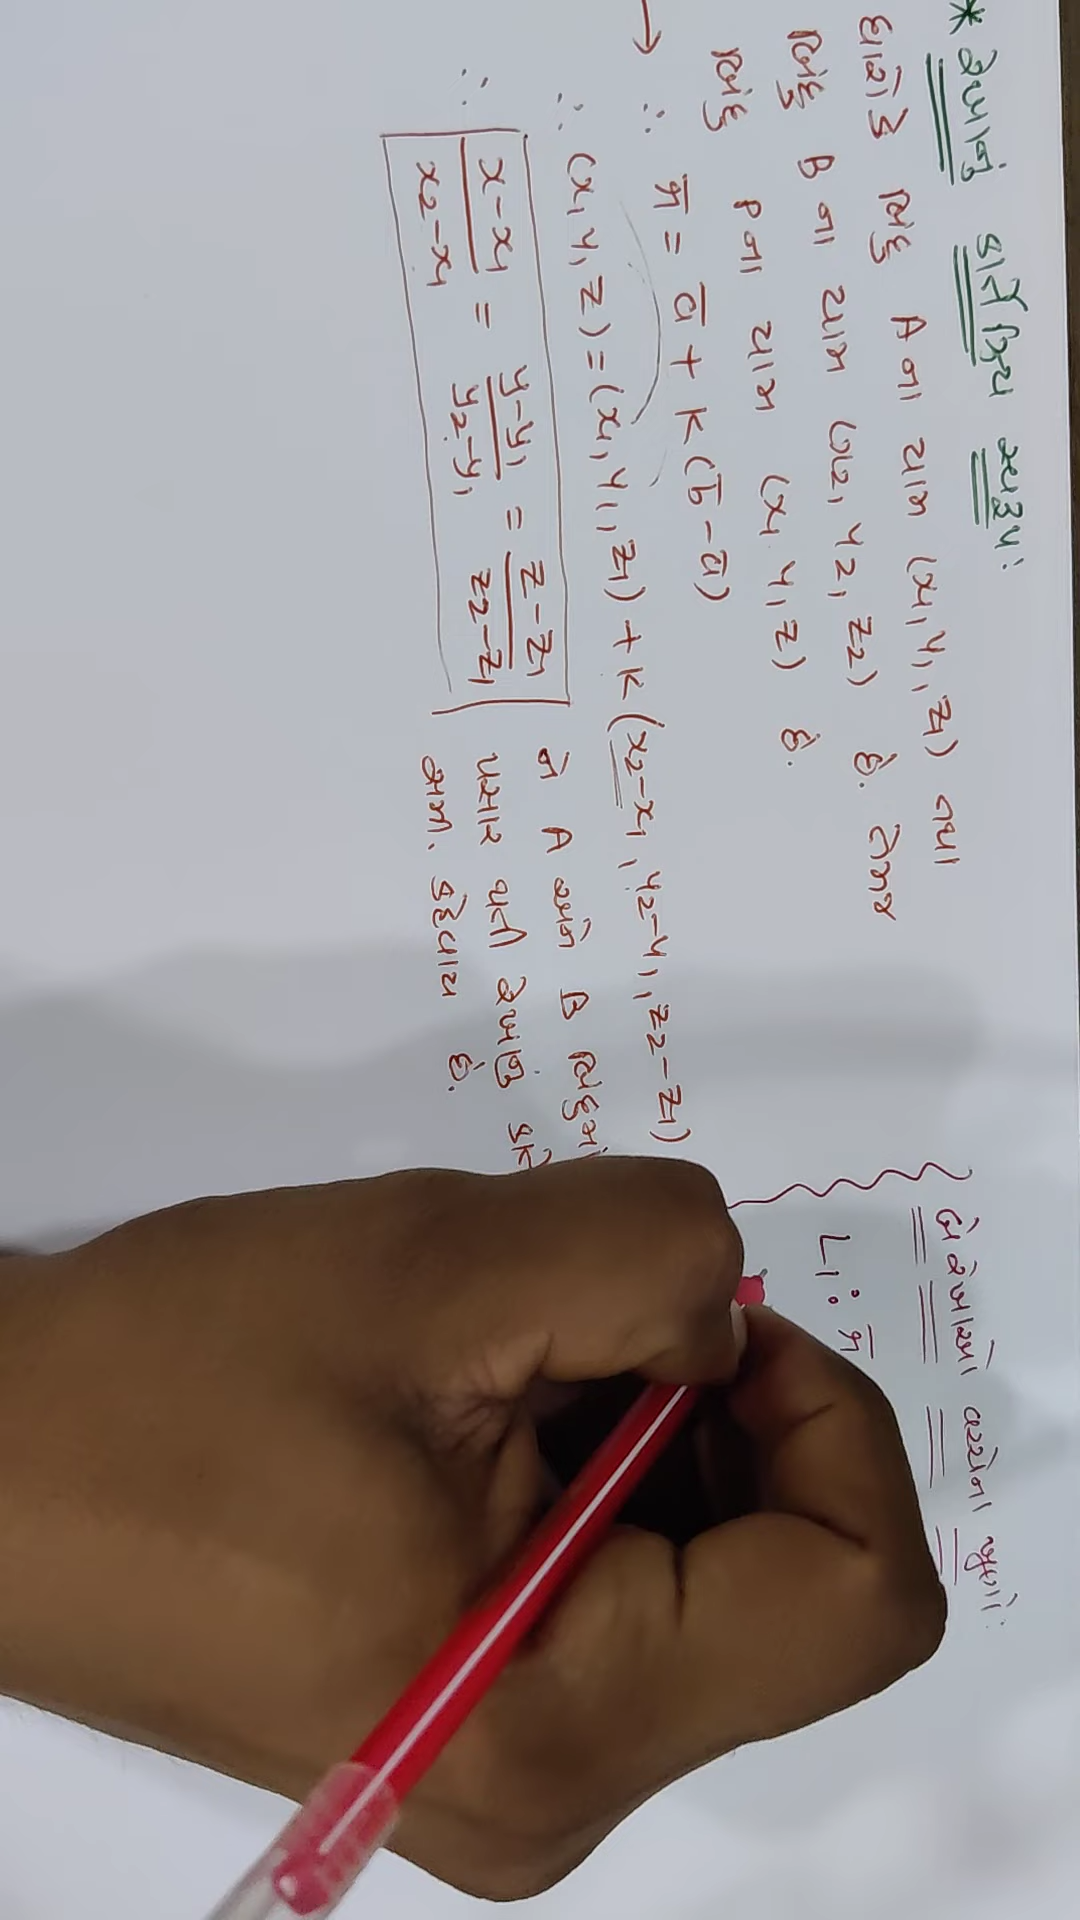 * રેખાનું કાર્તેઝિય સ્વરૂપ:
ધારોકે બિંદુ A ના યામ (x1, y1, z1) તથા
બિંદુ B ના યામ (x2, y2, z2) છે. તેમજ
બિંદુ P ના યામ (x, y, z) છે.
→ ∴ r̅ = a̅ + k (b̅ - a̅)
∴ (x, y, z) = (x1, y1, z1) + k (x2-x1, y2-y1, z2-z1)
∴ x-x1/x2-x1 = y-y1/y2-y1 = z-z1/z2-z1
જે A અને B બિંદુમાં
પસાર થતી રેખાનું
સમી. કહેવાય છે.
બે રેખાઓ વચ્ચેના ખૂણો:
L1: r̅